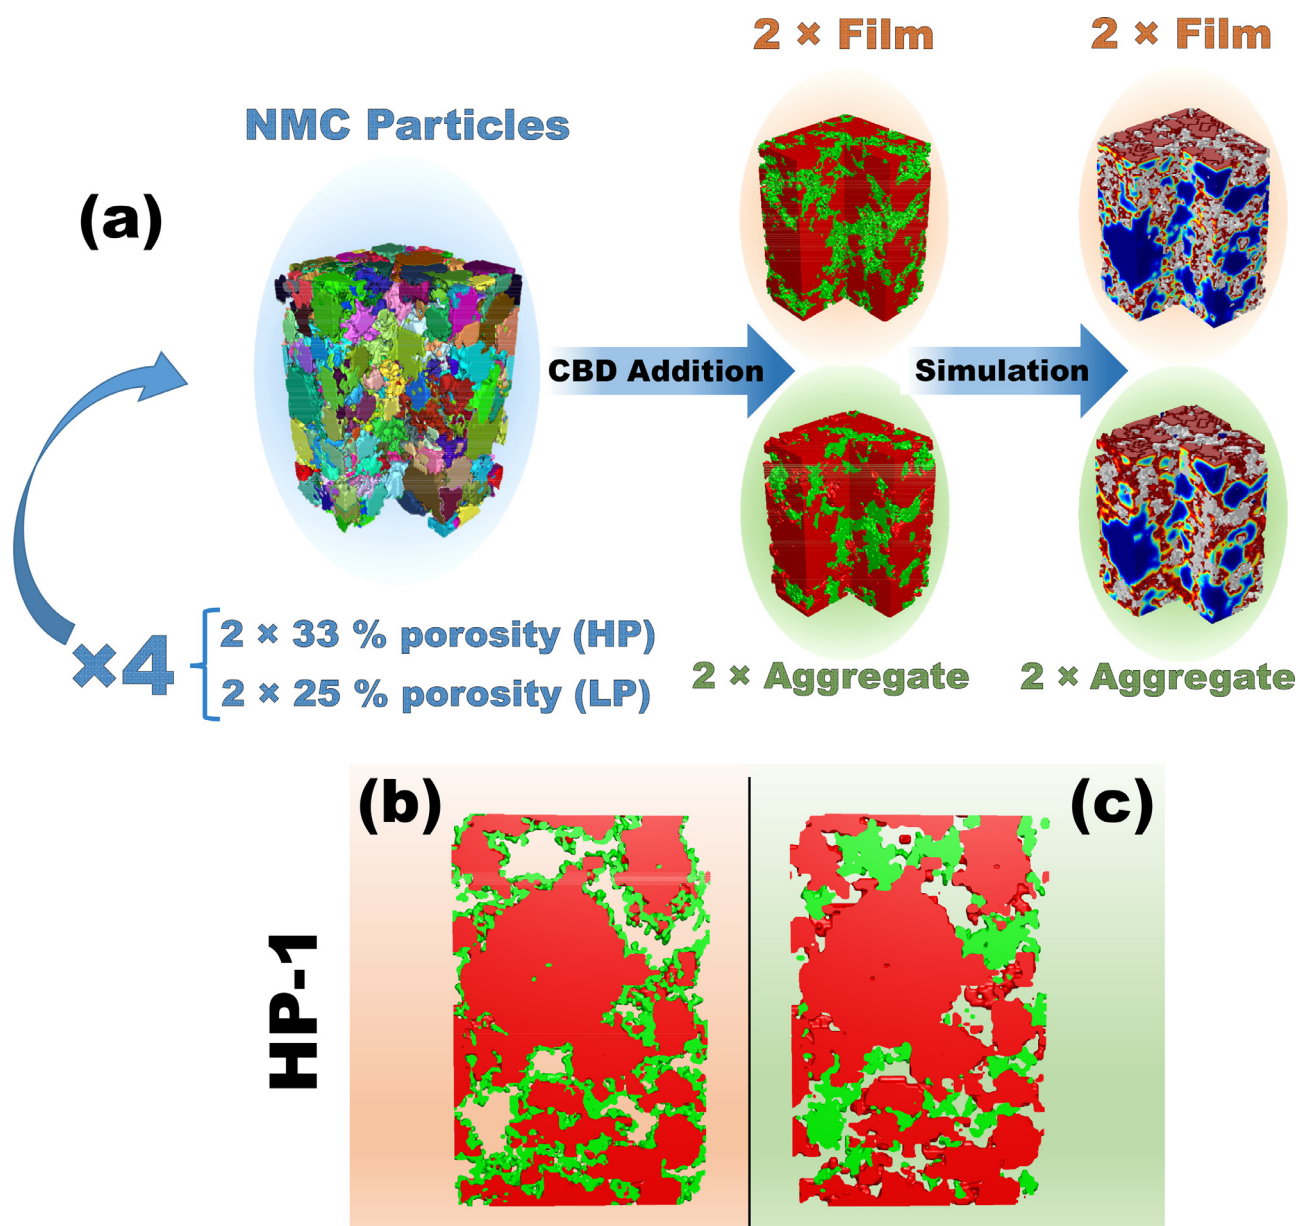 2 × Film
2 × Film
NMC Particles
(a)
CBD Addition
Simulation
×4
2 × 33 % porosity (HP)
2 × 25 % porosity (LP)
2 × Aggregate
2 × Aggregate
(b)
(c)
HP-1